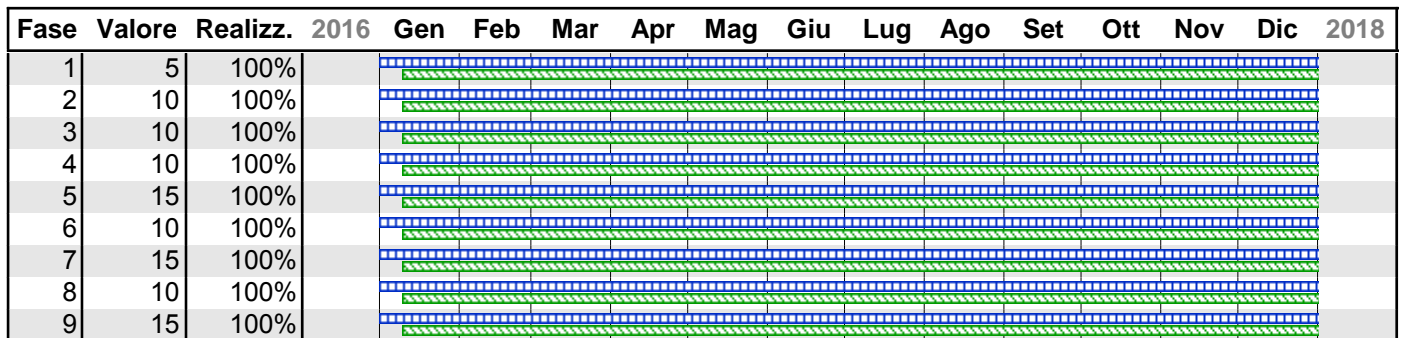 Fase Valore Realizz. 2016 Gen Feb Mar Apr Mag Giu Lug Ago Set Ott Nov Dic 2018
1 5 100%
2 10 100%
3 10 100%
4 10 100%
5 15 100%
6 10 100%
7 15 100%
8 10 100%
9 15 100%